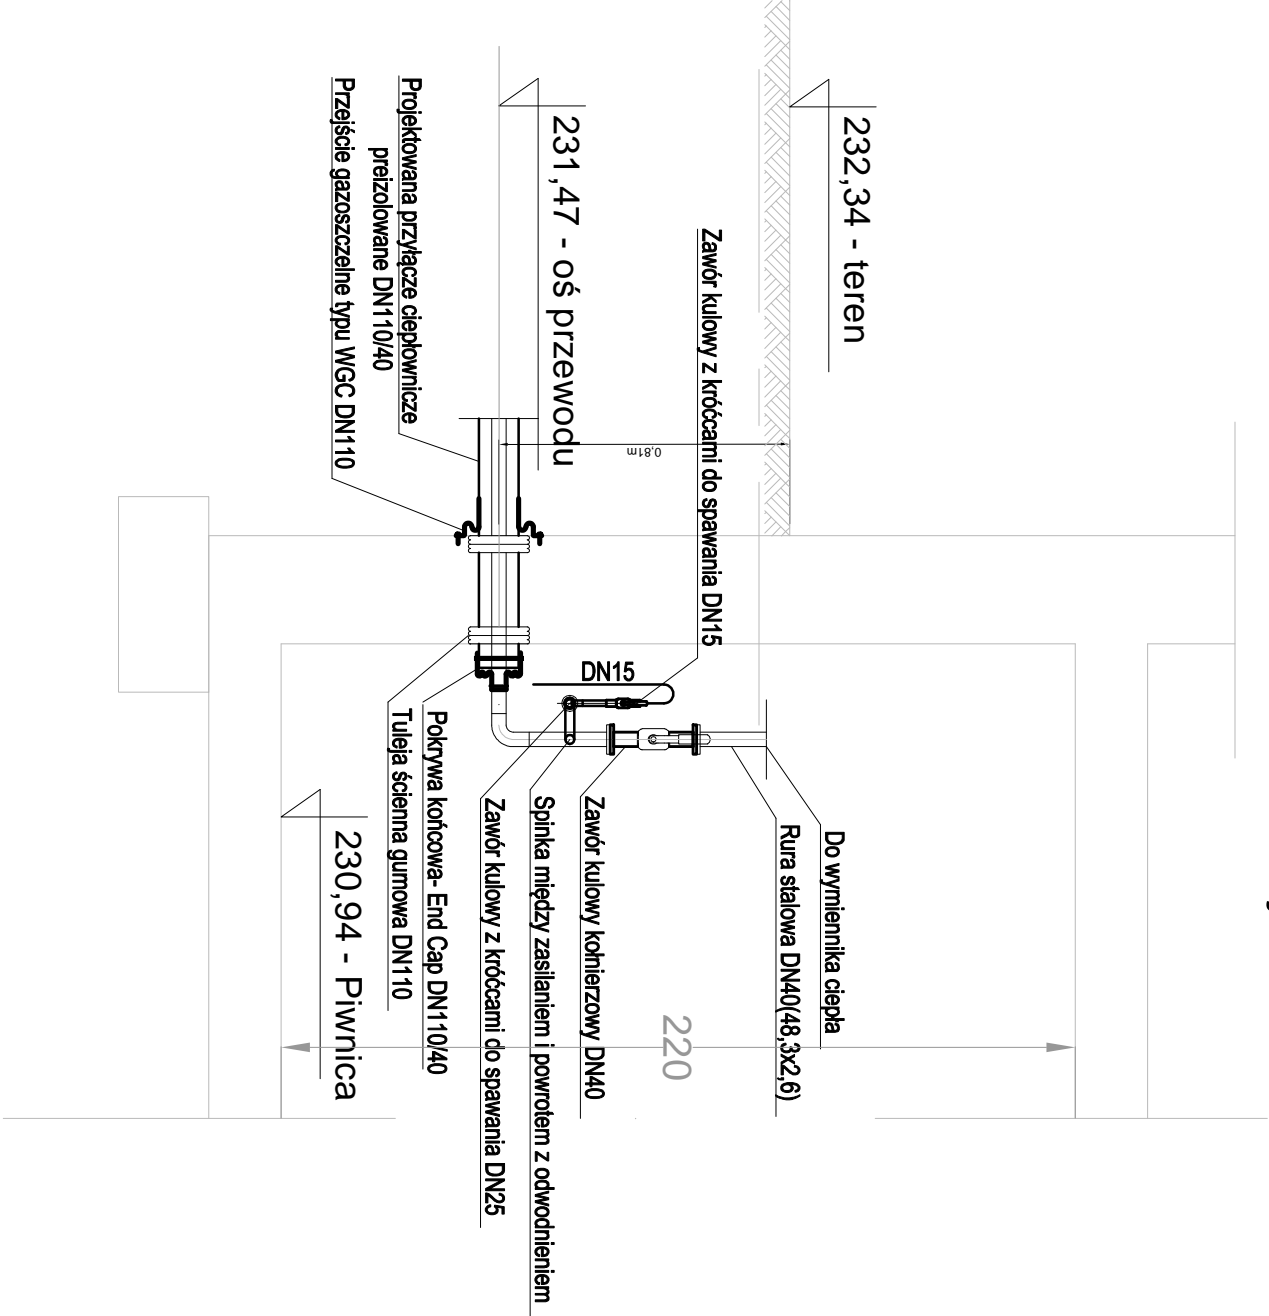 232,34 - teren
Zawór kulowy z króćcami do spawania DN15
231,47 - oś przewodu
0,81m
Projektowana przyłącze ciepłownicze
preizolowane DN110/40
Przejście gazoszczelne typu WGC DN110
DN15
Do wymiennika ciepła
Rura stalowa DN40(48,3x2,6)
220
Zawór kulowy kołnierzowy DN40
Spinka między zasilaniem i powrotem z odwodnieniem
Zawór kulowy z króćcami do spawania DN25
Pokrywa końcowa- End Cap DN110/40
Tuleja ścienna gumowa DN110
230,94 - Piwnica